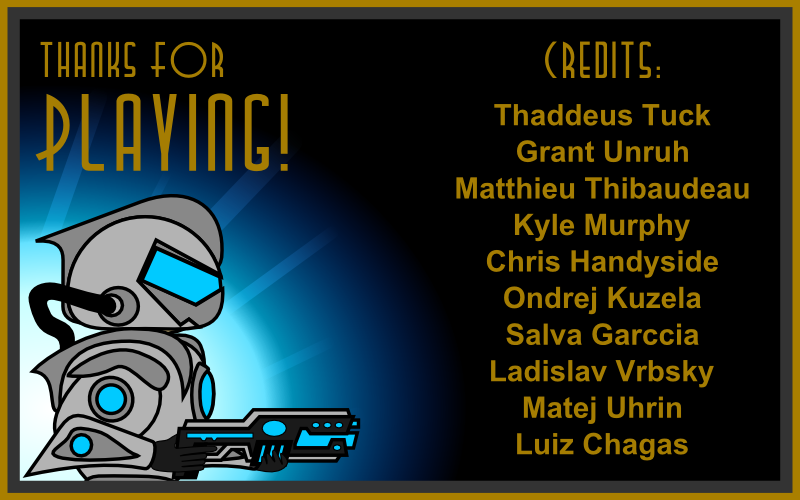 THANKS FOR
PLAYING!
CREDITS:
Thaddeus Tuck
Grant Unruh
Matthieu Thibaudeau
Kyle Murphy
Chris Handyside
Ondrej Kuzela
Salva Garccia
Ladislav Vrbsky
Matej Uhrin
Luiz Chagas